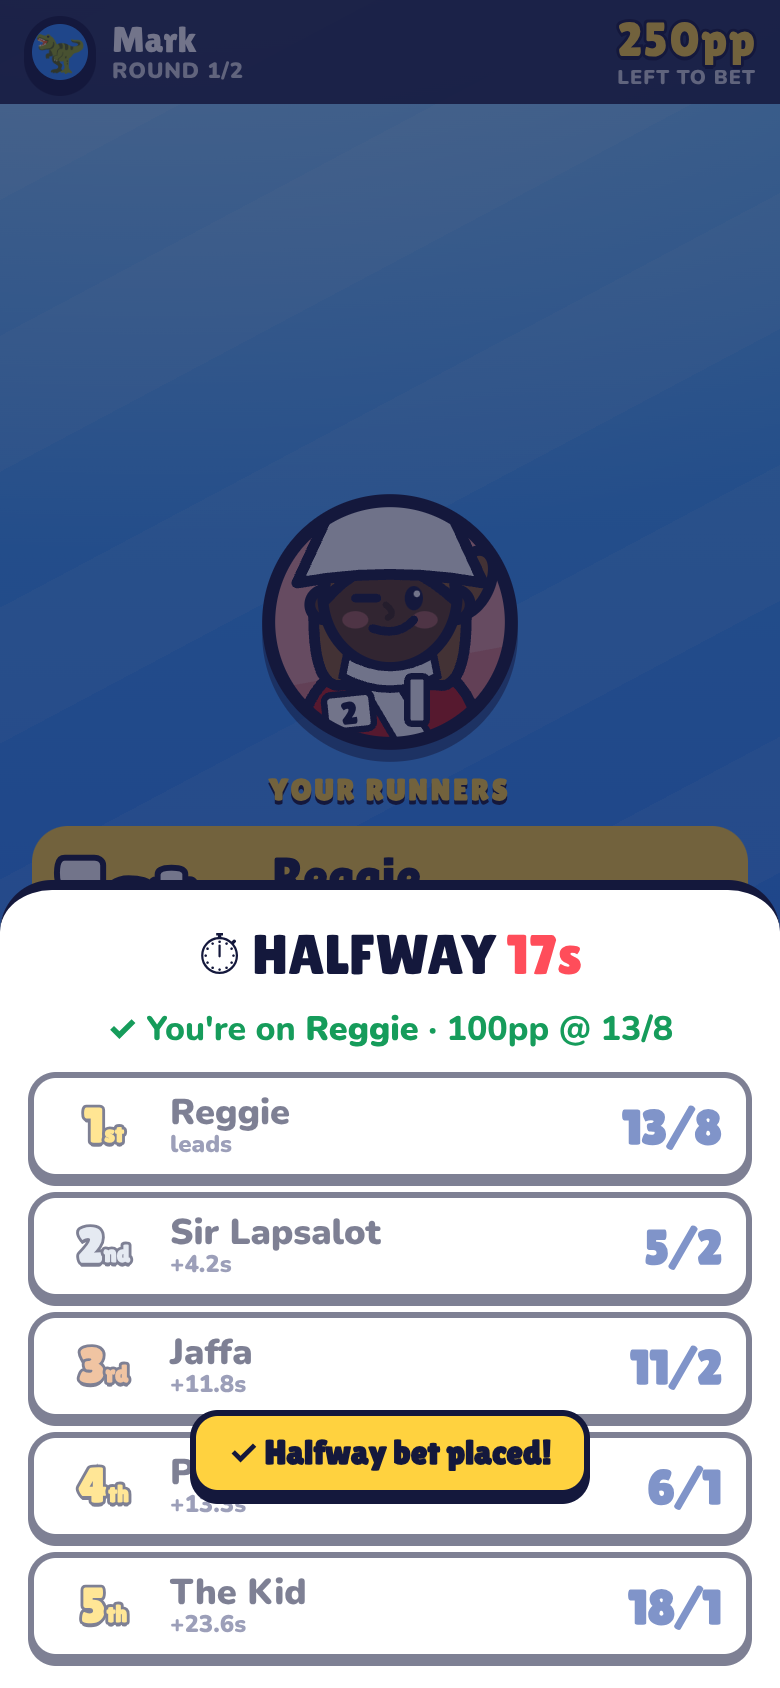 Mark
ROUND 1/2
250pp
LEFT TO BET
2
YOUR RUNNERS
Reggie
HALFWAY 17s
✓ You're on Reggie · 100pp @ 13/8
1st
Reggie
leads
13/8
2nd
Sir Lapsalot
+4.2s
5/2
3rd
Jaffa
+11.8s
11/2
✓ Halfway bet placed!
4th
6/1
5th
The Kid
+23.6s
18/1